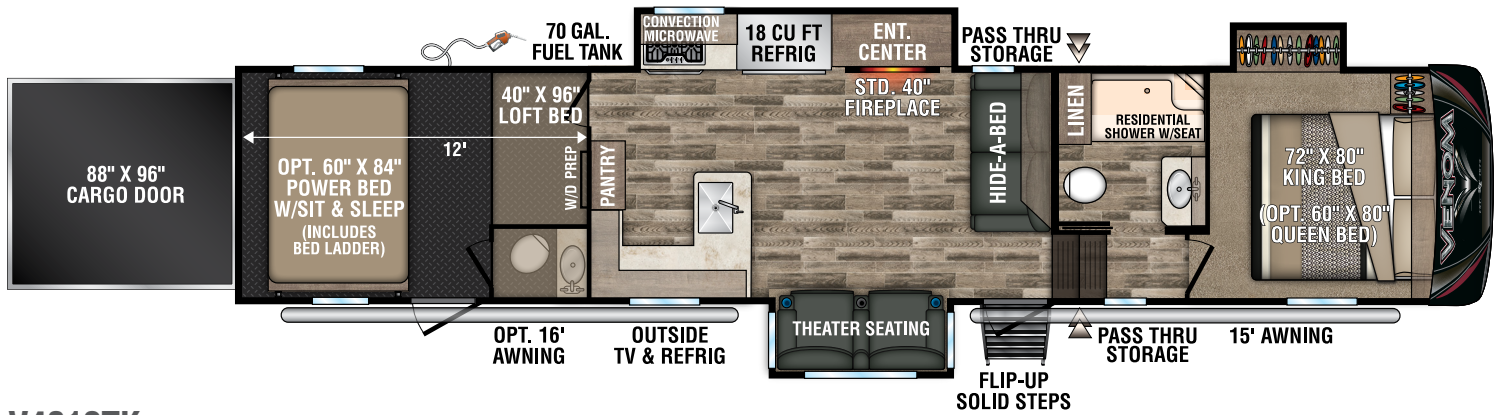 88" X 96"
CARGO DOOR
12'
OPT. 60" X 84"
POWER BED
W/SIT & SLEEP
(INCLUDES
BED LADDER)
70 GAL.
FUEL TANK
40" X 96"
LOFT BED
W/D PREP
PANTRY
CONVECTION
MICROWAVE
18 CU FT
REFRIG
ENT.
CENTER
STD. 40"
FIREPLACE
PASS THRU
STORAGE
HIDE-A-BED
LINEN
RESIDENTIAL
SHOWER W/SEAT
72" X 80"
KING BED
(OPT. 60" X 80"
QUEEN BED)
VENOM
OPT. 16'
AWNING
OUTSIDE
TV & REFRIG
THEATER SEATING
FLIP-UP
SOLID STEPS
PASS THRU
STORAGE
15' AWNING